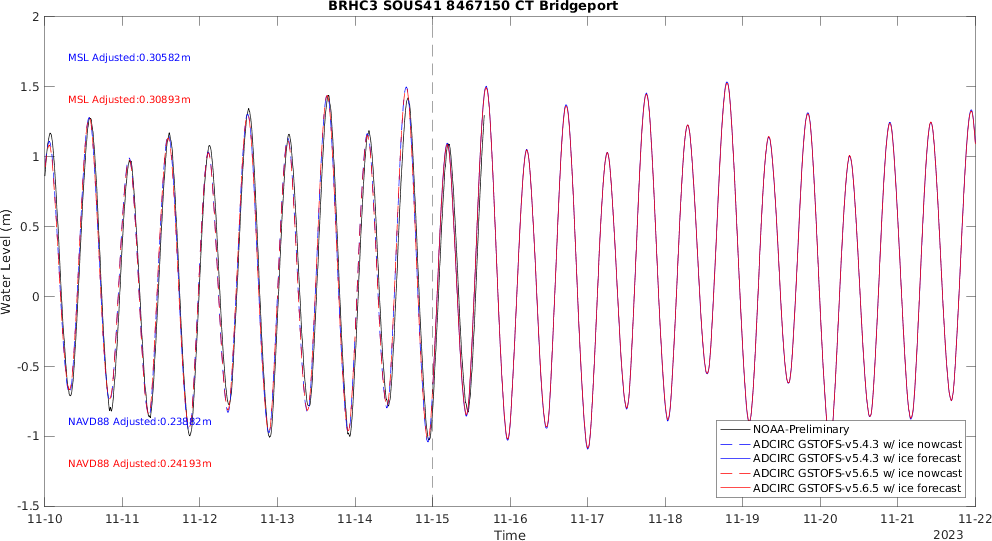 BRHC3 SOUS41 8467150 CT Bridgeport
2
1.5
1
0.5
0
-0.5
-1
-1.5
Water Level (m)
MSL Adjusted:0.30582m
MSL Adjusted:0.30893m
NAVD88 Adjusted:0.23882m
NAVD88 Adjusted:0.24193m
NOAA-Preliminary
ADCIRC GSTOFS-v5.4.3 w/ ice nowcast
ADCIRC GSTOFS-v5.4.3 w/ ice forecast
ADCIRC GSTOFS-v5.6.5 w/ ice nowcast
ADCIRC GSTOFS-v5.6.5 w/ ice forecast
11-10 11-11 11-12 11-13 11-14 11-15 11-16 11-17 11-18 11-19 11-20 11-21 11-22
Time
2023